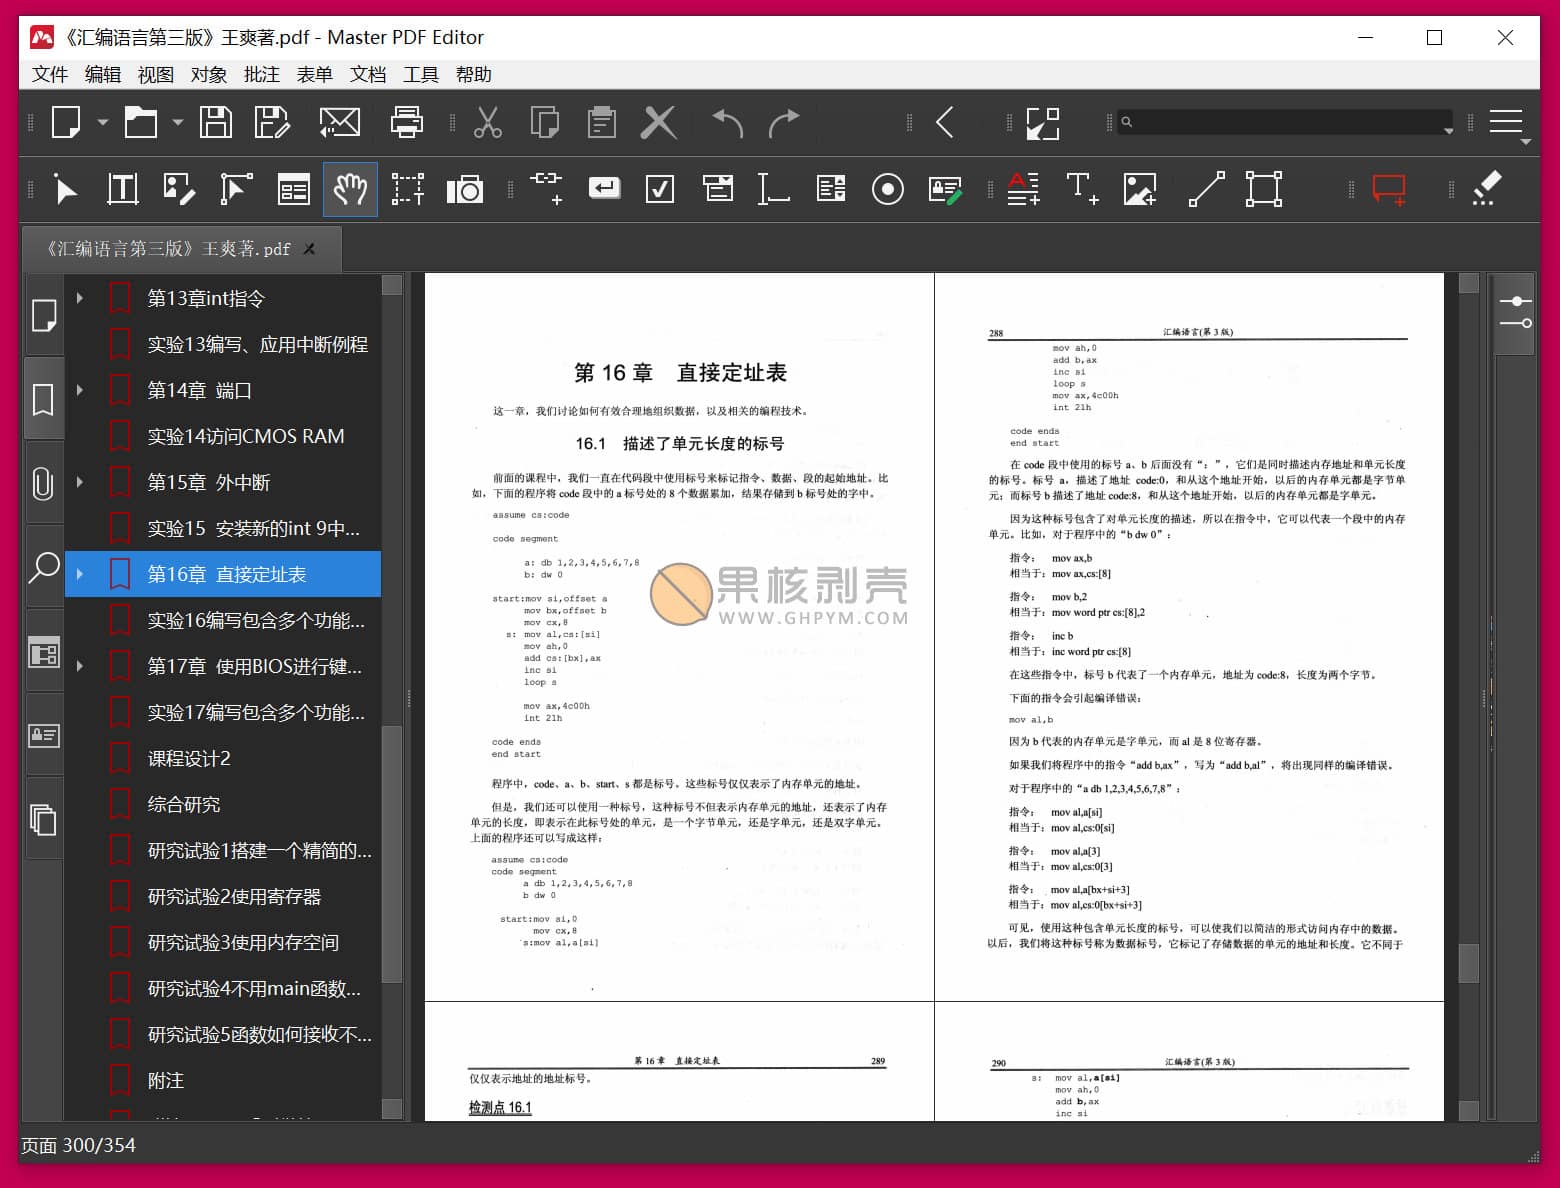 《汇编语言第三版》王爽著.pdf - Master PDF Editor
文件 编辑 视图 对象 批注 表单 文档 工具 帮助
《汇编语言第三版》王爽著.pdf
第13章int指令
实验13编写、应用中断例程
第14章 端口
实验14访问CMOS RAM
第15章 外中断
实验15 安装新的int 9中...
第16章 直接定址表
实验16编写包含多个功能...
第17章 使用BIOS进行键...
实验17编写包含多个功能...
课程设计2
综合研究
研究试验1搭建一个精简的...
研究试验2使用寄存器
研究试验3使用内存空间
研究试验4不用main函数...
研究试验5函数如何接收不...
附注
第 16 章 直接定址表
这一章，我们讨论如何有效合理地组织数据，以及相关的编程技术。
16.1 描述了单元长度的标号
前面的课程中，我们一直在代码段中使用标号来标记指令、数据、段的起始地址。比
如，下面的程序将 code 段中的 a 标号处的 8 个数据累加，结果存储到 b 标号处的字中。
assume cs:code
code segment
a: db 1,2,3,4,5,6,7,8
b: dw 0
start:mov si,offset a
mov bx,offset b
mov cx,8
s: mov al,cs:[si]
mov ah,0
add cs:[bx],ax
inc si
loop s
mov ax,4c00h
int 21h
code ends
end start
程序中，code、a、b、start、s 都是标号。这些标号仅仅表示了内存单元的地址。
但是，我们还可以使用一种标号，这种标号不但表示内存单元的地址，还表示了内存
单元的长度，即表示在此标号处的单元，是一个字节单元，还是字单元，还是双字单元。
上面的程序还可以写成这样：
assume cs:code
code segment
a db 1,2,3,4,5,6,7,8
b dw 0
start:mov si,0
mov cx,8
s:mov al,a[si]
果核剥壳
WWW.GHPYM.COM
288 汇编语言(第 3 版)
mov ah,0
add b,ax
inc si
loop s
mov ax,4c00h
int 21h
code ends
end start
在 code 段中使用的标号 a、b 后面没有“：”，它们是同时描述内存地址和单元长度
的标号。标号 a，描述了地址 code:0，和从这个地址开始，以后的内存单元都是字节单
元；而标号 b 描述了地址 code:8，和从这个地址开始，以后的内存单元都是字单元。
因为这种标号包含了对单元长度的描述，所以在指令中，它可以代表一个段中的内存
单元。比如，对于程序中的“b dw 0”：
指令： mov ax,b
相当于：mov ax,cs:[8]
指令： mov b,2
相当于：mov word ptr cs:[8],2
指令： inc b
相当于：inc word ptr cs:[8]
在这些指令中，标号 b 代表了一个内存单元，地址为 code:8，长度为两个字节。
下面的指令会引起编译错误：
mov al,b
因为 b 代表的内存单元是字单元，而 al 是 8 位寄存器。
如果我们将程序中的指令“add b,ax”，写为“add b,al”，将出现同样的编译错误。
对于程序中的“a db 1,2,3,4,5,6,7,8”：
指令： mov al,a[si]
相当于：mov al,cs:0[si]
指令： mov al,a[3]
相当于：mov al,cs:0[3]
指令： mov al,a[bx+si+3]
相当于：mov al,cs:0[bx+si+3]
可见，使用这种包含单元长度的标号，可以使我们以简洁的形式访问内存中的数据。
以后，我们将这种标号称为数据标号，它标记了存储数据的单元的地址和长度。它不同于
第 16 章 直接定址表 289
仅仅表示地址的地址标号。
检测点 16.1
290 汇编语言(第 3 版)
s: mov al,a[si]
mov ah,0
add b,ax
inc si
页面 300/354